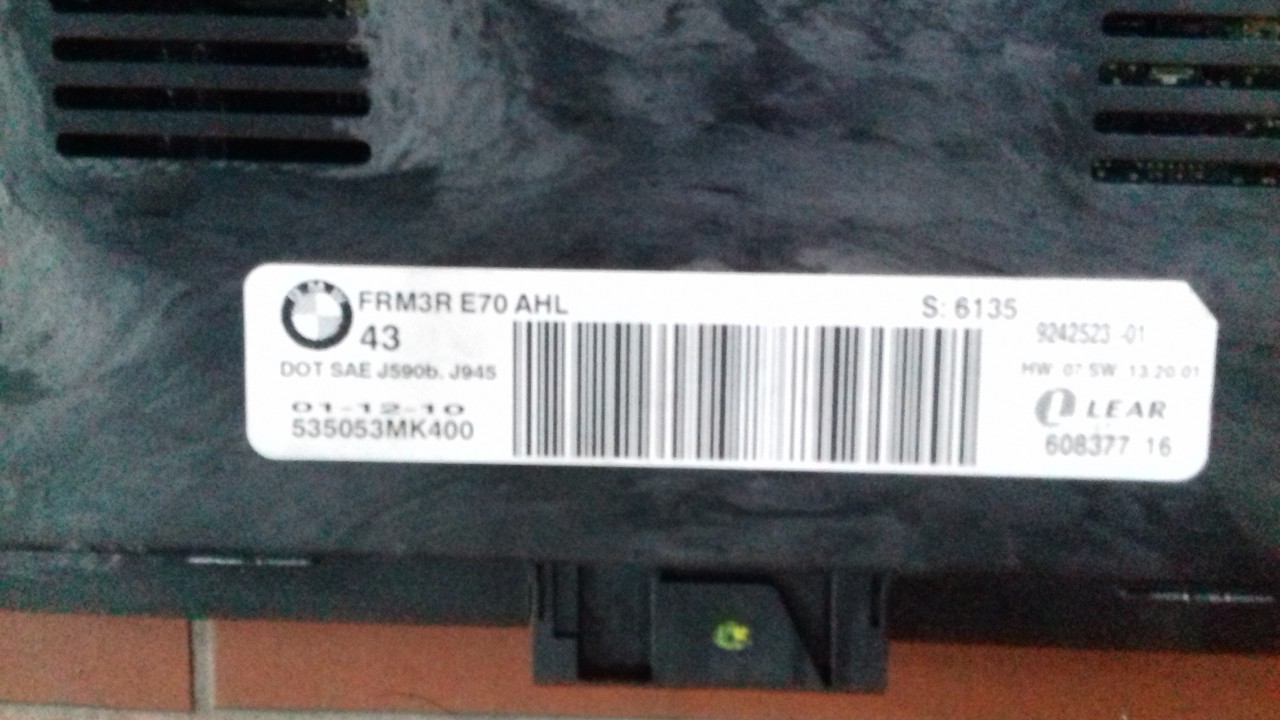 BMW
FRM3R E70 AHL
43
DOT SAE J590b, J945
01-12-10
535053MK400
S: 6135
9242523 -01
HW 07 SW 13.20.01
LEAR
608377 16